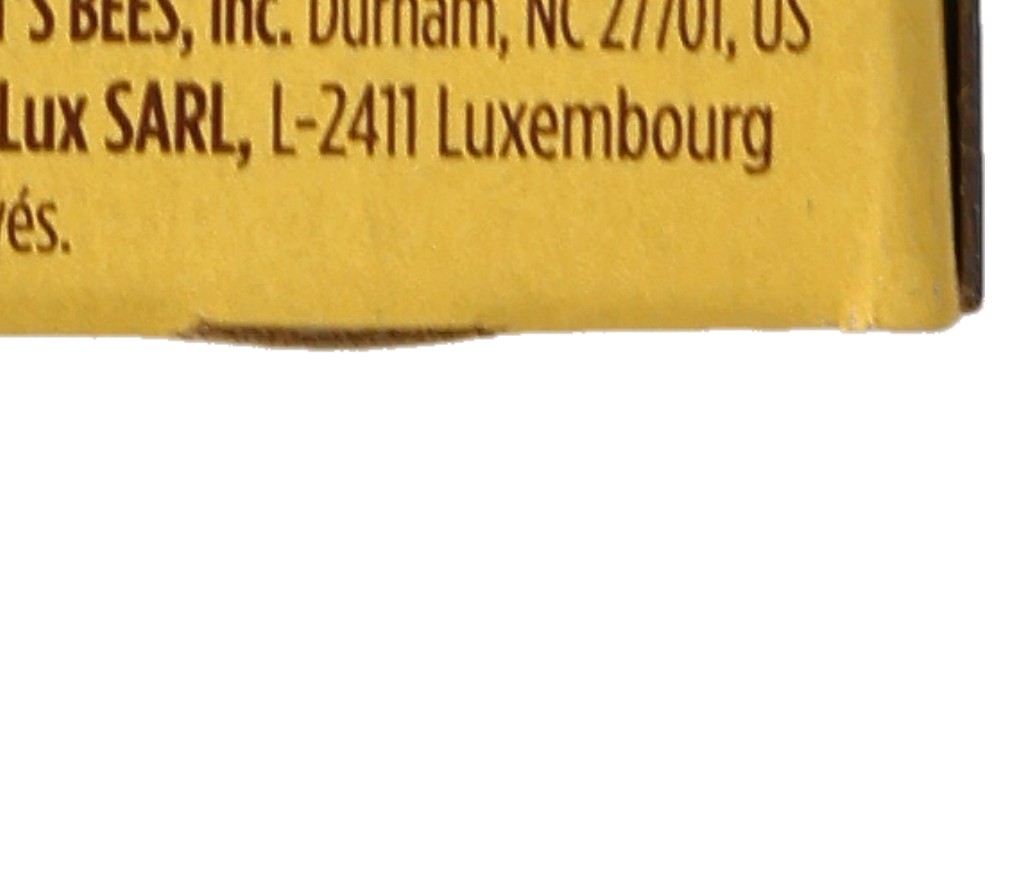 'S BEES, Inc. Durham, NC 27701, US
Lux SARL, L-2411 Luxembourg
vés.